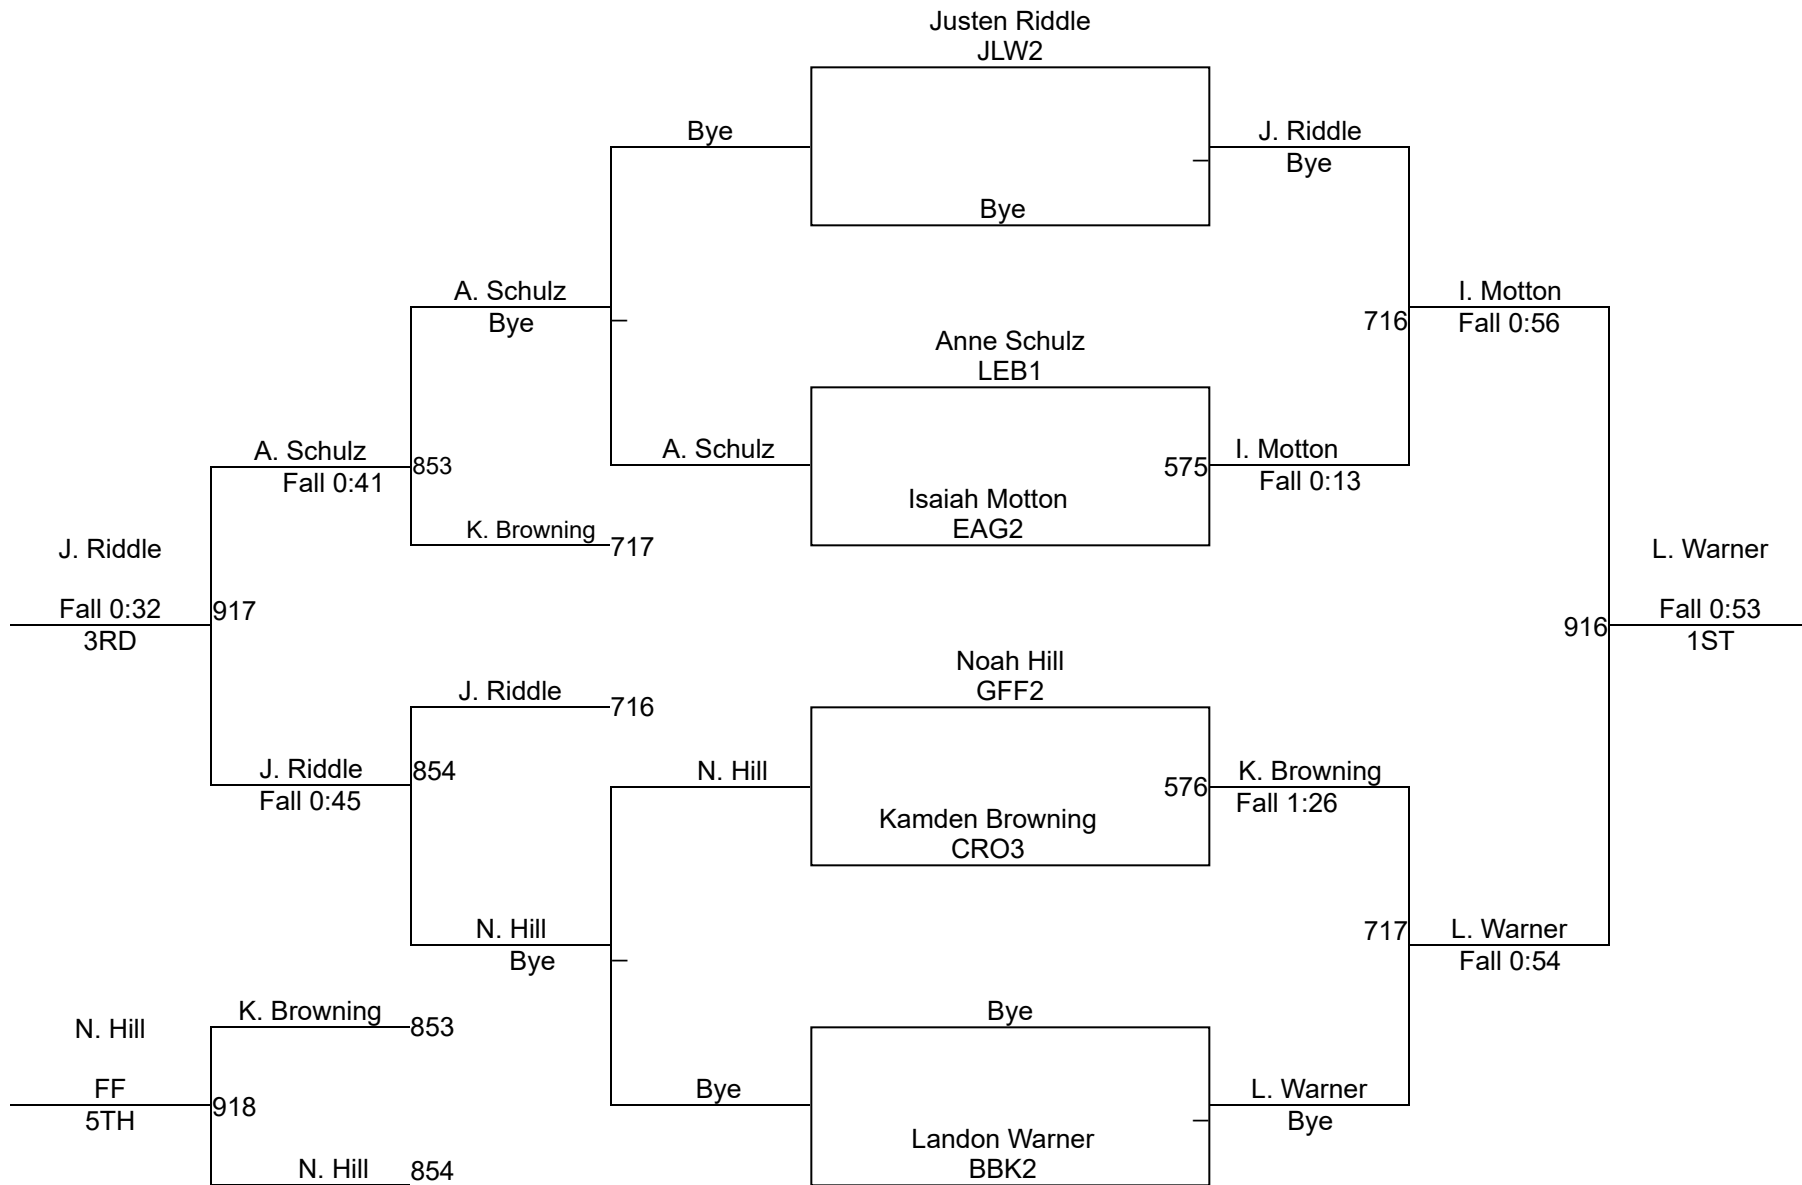 Justen Riddle
JLW2
Bye
J. Riddle
Bye
Bye
A. Schulz
Bye
I. Motton
716
Fall 0:56
Anne Schulz
LEB1
A. Schulz
853
Fall 0:41
A. Schulz
575
I. Motton
Fall 0:13
Isaiah Motton
EAG2
K. Browning
717
J. Riddle
Fall 0:32
917
3RD
L. Warner
Fall 0:53
916
1ST
Noah Hill
GFF2
J. Riddle
716
J. Riddle
854
Fall 0:45
N. Hill
576
K. Browning
Fall 1:26
Kamden Browning
CRO3
N. Hill
Bye
717
L. Warner
Fall 0:54
K. Browning
853
Bye
N. Hill
FF
918
5TH
Bye
L. Warner
Bye
Landon Warner
BBK2
N. Hill
854